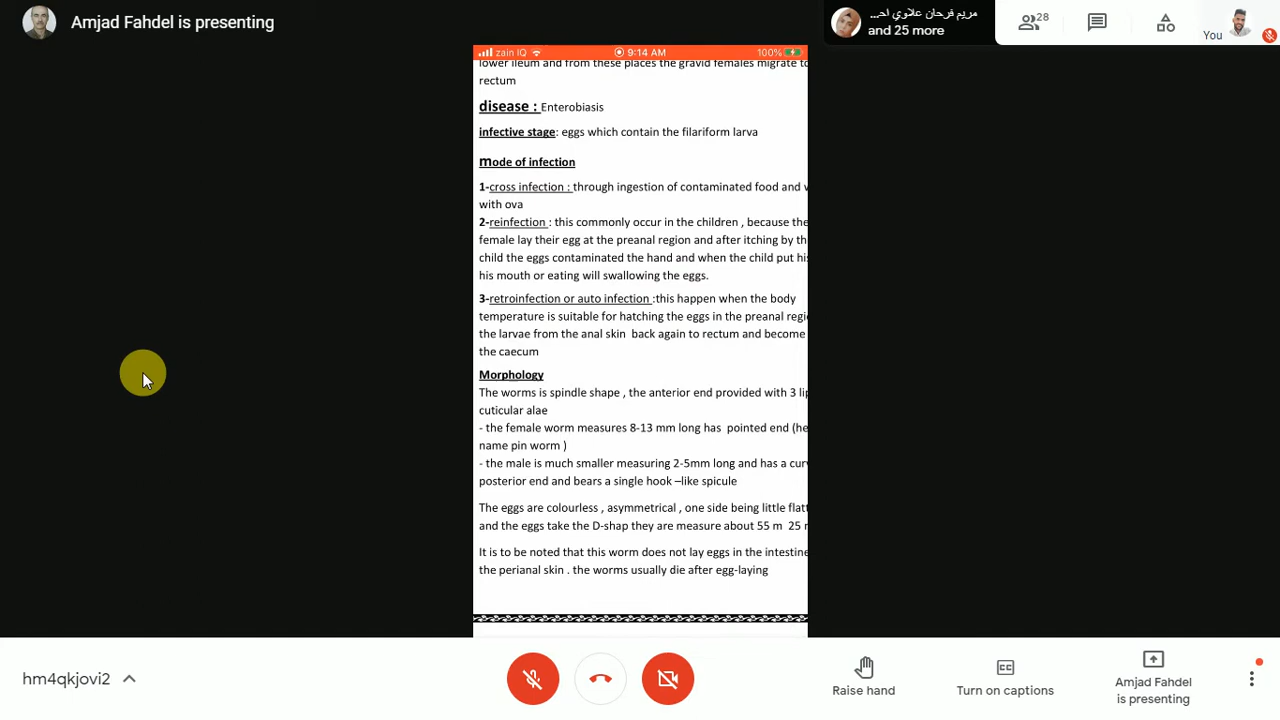 Amjad Fahdel is presenting
مريم فرحان علاوي احـ...
and 25 more
28
You
zain IQ
9:14 AM
100%
lower ileum and from these places the gravid females migrate to
rectum
disease : Enterobiasis
infective stage: eggs which contain the filariform larva
mode of infection
1-cross infection : through ingestion of contaminated food and
with ova
2-reinfection : this commonly occur in the children , because the
female lay their egg at the preanal region and after itching by the
child the eggs contaminated the hand and when the child put his
his mouth or eating will swallowing the eggs.
3-retroinfection or auto infection :this happen when the body
temperature is suitable for hatching the eggs in the preanal
the larvae from the anal skin back again to rectum and become
the caecum
Morphology
The worms is spindle shape , the anterior end provided with 3
cuticular alae
- the female worm measures 8-13 mm long has pointed end
name pin worm )
- the male is much smaller measuring 2-5mm long and has a
posterior end and bears a single hook –like spicule
The eggs are colourless , asymmetrical , one side being little
and the eggs take the D-shap they are measure about 55 m 25
It is to be noted that this worm does not lay eggs in the intestine
the perianal skin . the worms usually die after egg-laying
hm4qkjovi2
Raise hand
Turn on captions
Amjad Fahdel
is presenting